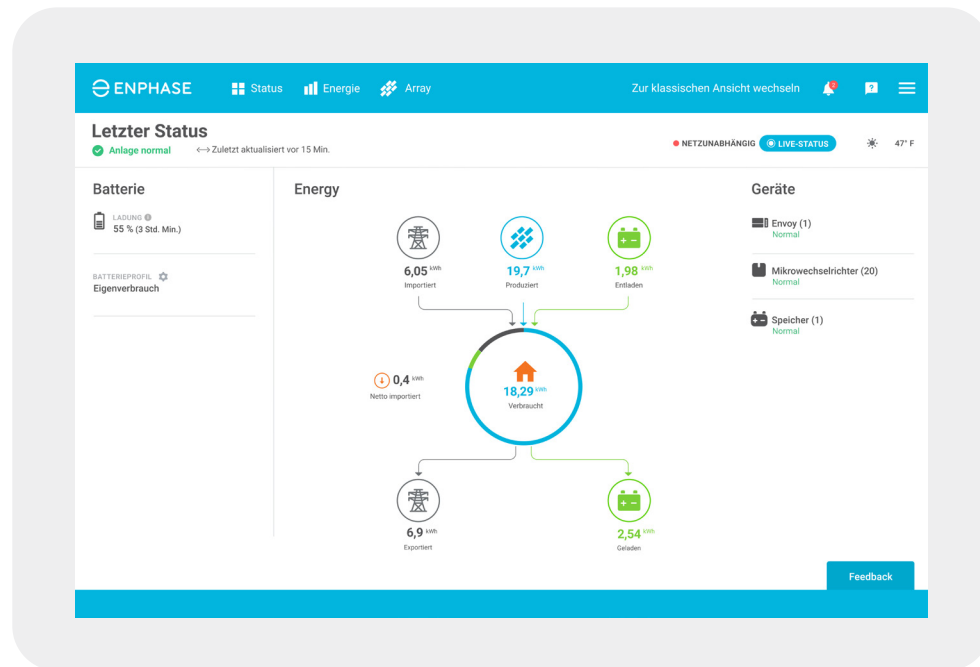 ENPHASE
Status
Energie
Array
Zur klassischen Ansicht wechseln
2
?
Letzter Status
Anlage normal
Zuletzt aktualisiert vor 15 Min.
NETZUNABHÄNGIG
LIVE-STATUS
47° F
Batterie
LADUNG
55 % (3 Std. Min.)
BATTERIEPROFIL
Eigenverbrauch
Energy
6,05 kWh
Importiert
19,7 kWh
Produziert
1,98 kWh
Entladen
0,4 kWh
Netto importiert
18,29 kWh
Verbraucht
6,9 kWh
Exportiert
2,54 kWh
Geladen
Geräte
Envoy (1)
Normal
Mikrowechselrichter (20)
Normal
Speicher (1)
Normal
Feedback